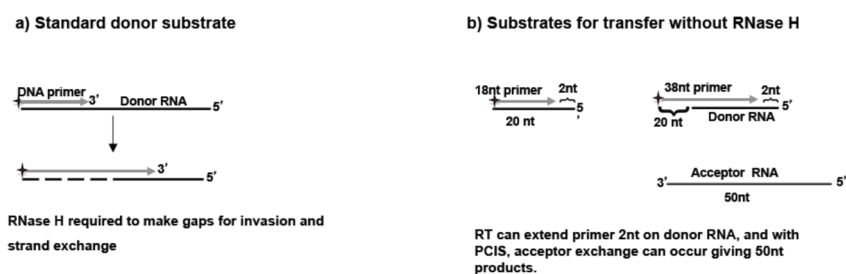 a) Standard donor substrate
DNA primer
3'
Donor RNA
5'
3'
5'
RNase H required to make gaps for invasion and
strand exchange
b) Substrates for transfer without RNase H
18nt primer
2nt
5
'
20 nt
38nt primer
2nt
5'
20 nt
Donor RNA
3'
Acceptor RNA
5'
50nt
RT can extend primer 2nt on donor RNA, and with
PCIS, acceptor exchange can occur giving 50nt
products.